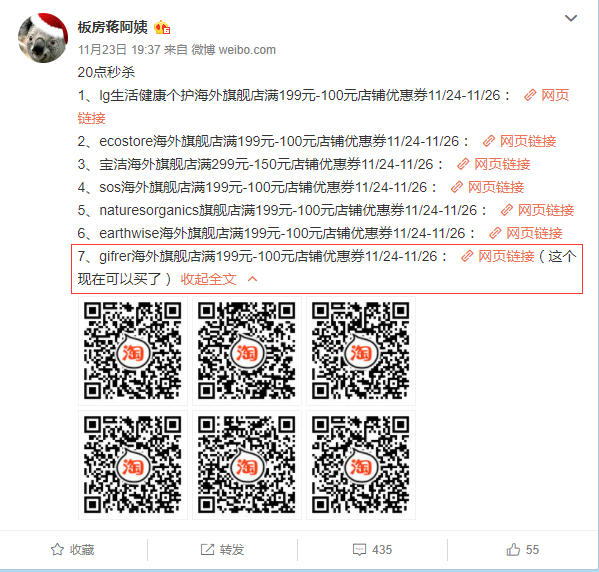 板房蒋阿姨
11月23日 19:37 来自 微博 weibo.com
20点秒杀
1、lg生活健康个护海外旗舰店满199元-100元店铺优惠券11/24-11/26： 网页
链接
2、ecostore海外旗舰店满199元-100元店铺优惠券11/24-11/26： 网页链接
3、宝洁海外旗舰店满299元-150元店铺优惠券11/24-11/26： 网页链接
4、sos海外旗舰店满199元-100元店铺优惠券11/24-11/26： 网页链接
5、naturesorganics旗舰店满199元-100元店铺优惠券11/24-11/26： 网页链接
6、earthwise海外旗舰店满199元-100元店铺优惠券11/24-11/26： 网页链接
7、gifrer海外旗舰店满199元-100元店铺优惠券11/24-11/26： 网页链接（这个
现在可以买了） 收起全文
淘 淘 淘
淘 淘 淘
收藏 转发 435 55